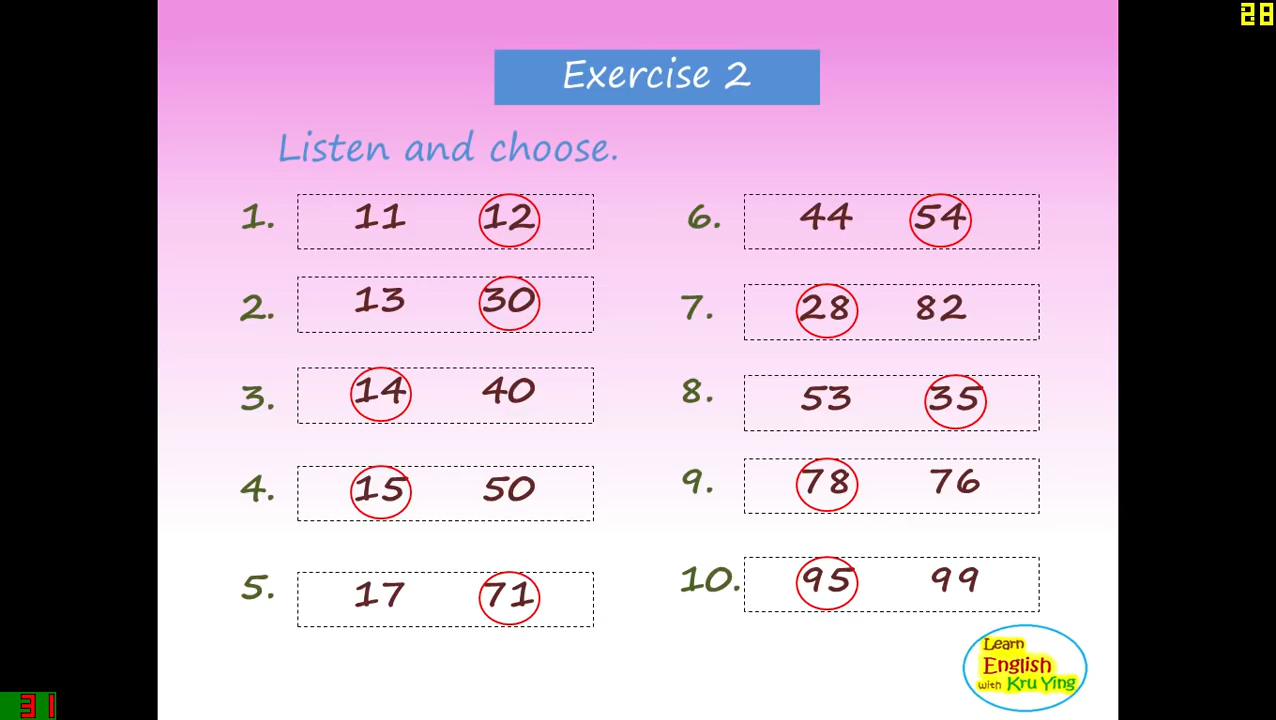 28
Exercise 2
Listen and choose.
1. 11 12
2. 13 30
3. 14 40
4. 15 50
5. 17 71
6. 44 54
7. 28 82
8. 53 35
9. 78 76
10. 95 99
Learn
English
with Kru Ying
31